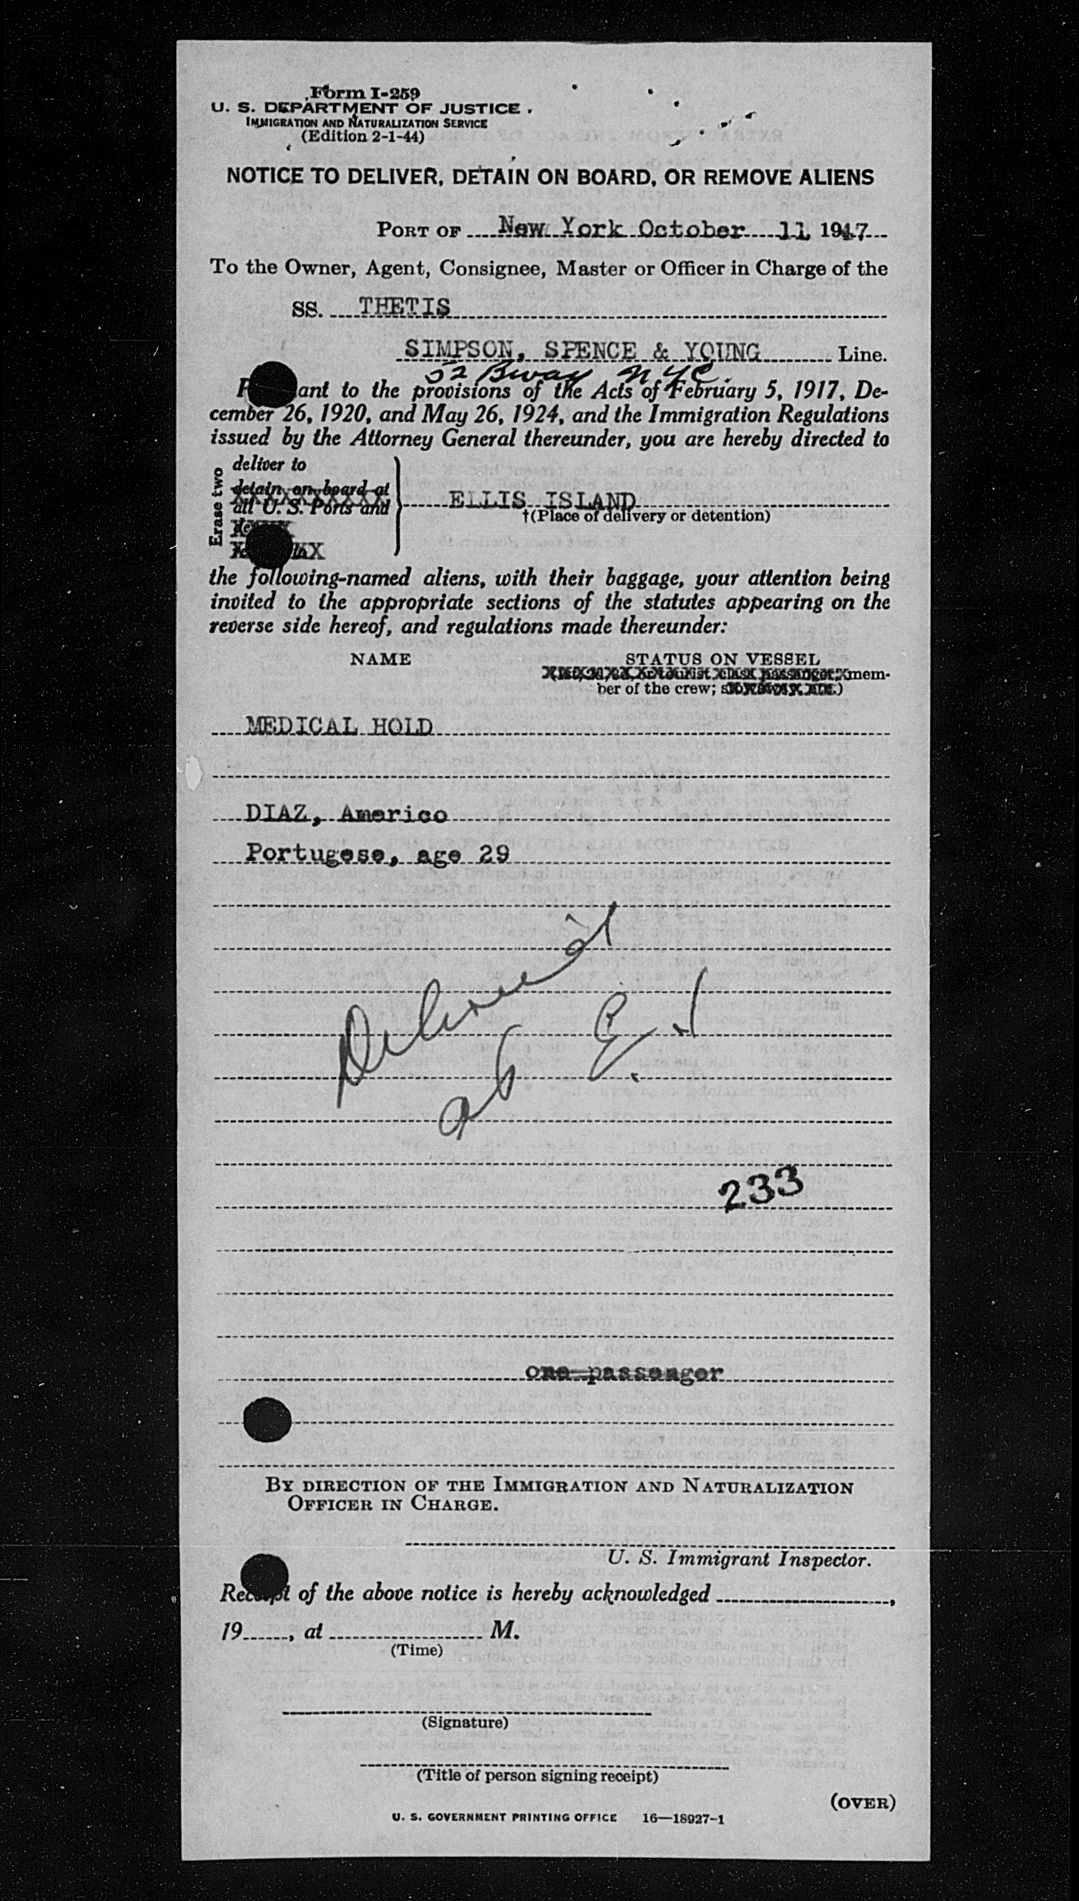 Form I-259
U. S. DEPARTMENT OF JUSTICE
IMMIGRATION AND NATURALIZATION SERVICE
(Edition 2-1-44)
NOTICE TO DELIVER, DETAIN ON BOARD, OR REMOVE ALIENS
PORT OF New York October 11, 1947
To the Owner, Agent, Consignee, Master or Officer in Charge of the
SS. THETIS
SIMPSON, SPENCE & YOUNG Line.
52 Bway NYC.
ant to the provisions of the Acts of February 5, 1917, De-
cember 26, 1920, and May 26, 1924, and the Immigration Regulations
issued by the Attorney General thereunder, you are hereby directed to
Erase two
deliver to
detain on board at
all U. S. Ports and
ELLIS ISLAND
†(Place of delivery or detention)
the following-named aliens, with their baggage, your attention being
invited to the appropriate sections of the statutes appearing on the
reverse side hereof, and regulations made thereunder:
NAME STATUS ON VESSEL
mem-
ber of the crew;
MEDICAL HOLD
DIAZ, Americo
Portugese, age 29
Delivered
at E. I
233
one passenger
BY DIRECTION OF THE IMMIGRATION AND NATURALIZATION
OFFICER IN CHARGE.
U. S. Immigrant Inspector.
Receipt of the above notice is hereby acknowledged ,
19 , at M.
(Time)
(Signature)
(Title of person signing receipt)
(OVER)
U. S. GOVERNMENT PRINTING OFFICE 16—18927-1